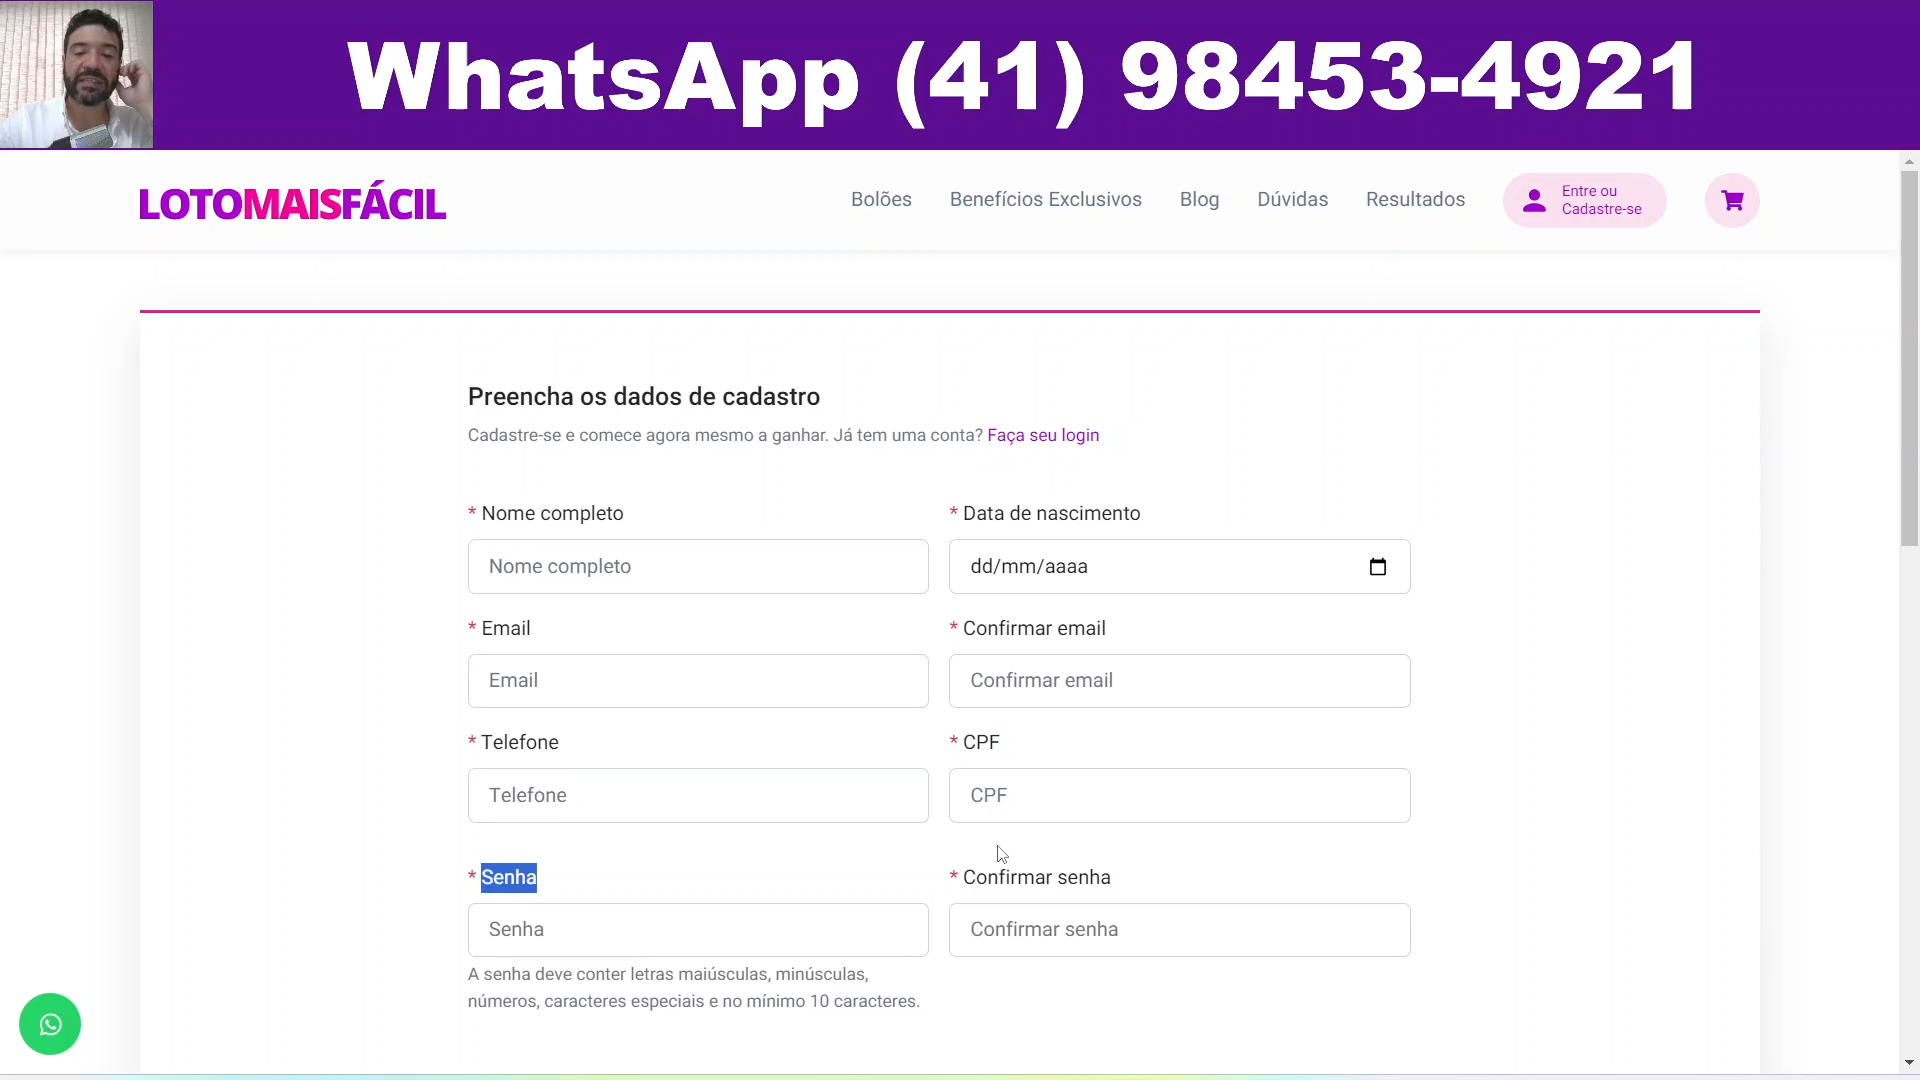 WhatsApp (41) 98453-4921
LOTOMAISFÁCIL
Bolões
Benefícios Exclusivos
Blog
Dúvidas
Resultados
Entre ou
Cadastre-se
Preencha os dados de cadastro
Cadastre-se e comece agora mesmo a ganhar. Já tem uma conta? Faça seu login
* Nome completo
* Data de nascimento
Nome completo
dd/mm/aaaa
* Email
* Confirmar email
Email
Confirmar email
* Telefone
* CPF
Telefone
CPF
* Senha
* Confirmar senha
Senha
Confirmar senha
A senha deve conter letras maiúsculas, minúsculas,
números, caracteres especiais e no mínimo 10 caracteres.